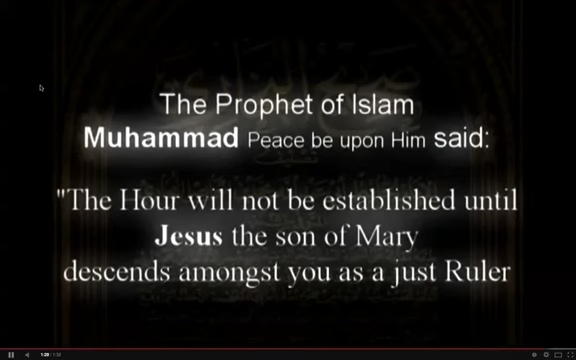 The Prophet of Islam
Muhammad Peace be upon Him said:
"The Hour will not be established until
Jesus the son of Mary
descends amongst you as a just Ruler